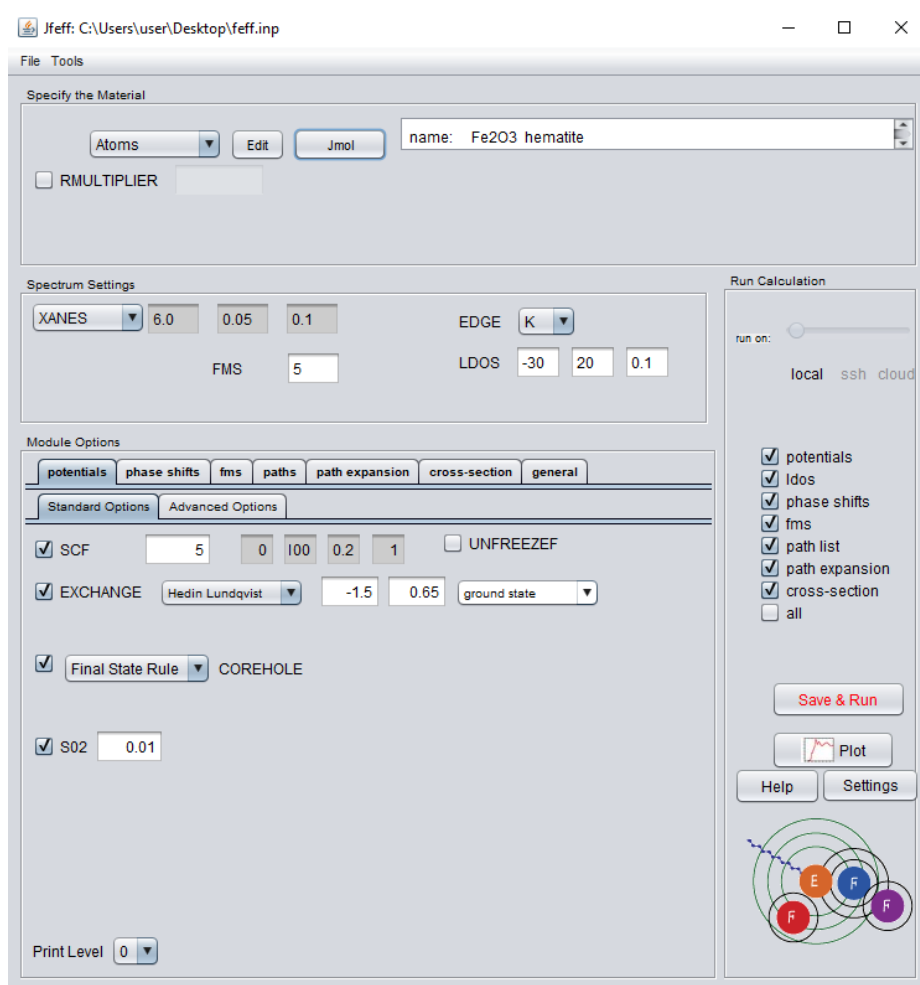 Jfeff: C:\Users\user\Desktop\feff.inp
File Tools
Specify the Material
Atoms Edit Jmol name: Fe2O3 hematite
RMULTIPLIER
Spectrum Settings
XANES 6.0 0.05 0.1 EDGE K
FMS 5 LDOS -30 20 0.1
Module Options
potentials phase shifts fms paths path expansion cross-section general
Standard Options Advanced Options
SCF 5 0 I00 0.2 1 UNFREEZEF
EXCHANGE Hedin Lundqvist -1.5 0.65 ground state
Final State Rule COREHOLE
S02 0.01
Print Level 0
Run Calculation
run on:
local ssh cloud
potentials
ldos
phase shifts
fms
path list
path expansion
cross-section
all
Save & Run
Plot
Help Settings
E F
F F